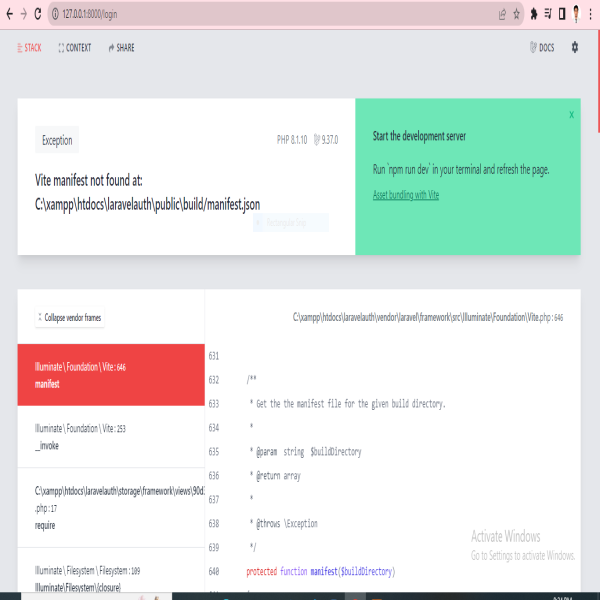 127.0.0.1:8000/login
STACK CONTEXT SHARE DOCS
Exception PHP 8.1.10 9.37.0
Vite manifest not found at:
C:\xampp\htdocs\laravelauth\public\build/manifest.json
Rectangular Snip
x
Start the development server
Run `npm run dev` in your terminal and refresh the page.
Asset bundling with Vite
Collapse vendor frames
Illuminate \ Foundation \ Vite : 646
manifest
Illuminate \ Foundation \ Vite : 253
__invoke
C:\xampp\htdocs\laravelauth\storage\framework\views\90d
.php : 17
require
Illuminate \ Filesystem \ Filesystem : 109
Illuminate\Filesystem\{closure}
C:\xampp\htdocs\laravelauth\vendor\laravel\framework\src\Illuminate\Foundation\Vite.php : 646
631
632 /**
633 * Get the the manifest file for the given build directory.
634 *
635 * @param string $buildDirectory
636 * @return array
637 *
638 * @throws \Exception
639 */
640 protected function manifest($buildDirectory)
Activate Windows
Go to Settings to activate Windows.